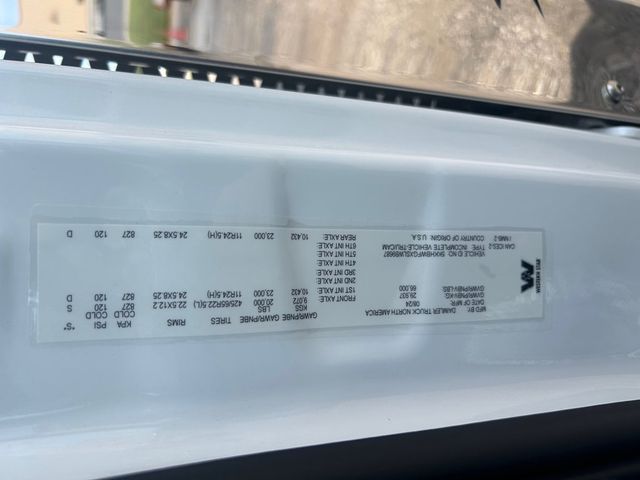 WESTERN STAR
MFD BY: DAIMLER TRUCK NORTH AMERICA
DATE OF MFR: 08/24
GVWR/PNBV-KG: 29,937
GVWR/PNBV-LBS: 66,000
TYPE: INCOMPLETE VEHICLE-TRUCAM
CAN ICES-2
/ NMB-2
COUNTRY OF ORIGIN: U.S.A
GAWR/PNBE GAWR/PNBE TIRES RIMS KPA PSI "S"
KGS LBS COLD COLD
FRONT AXLE: 9,072 20,000 425/65R22.5(L) 22.5X12.2 827 120 S
1ST INT AXLE: 10,432 23,000 11R24.5(H) 24.5X8.25 827 120 D
2ND INT AXLE:
3RD INT AXLE:
4TH INT AXLE:
5TH INT AXLE:
6TH INT AXLE:
REAR AXLE: 10,432 23,000 11R24.5(H) 24.5X8.25 827 120 D